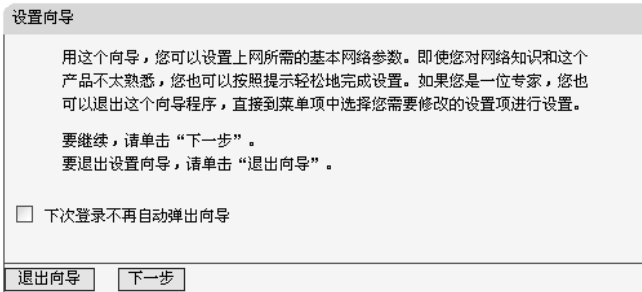 设置向导
用这个向导，您可以设置上网所需的基本网络参数。即使您对网络知识和这个
产品不太熟悉，您也可以按照提示轻松地完成设置。如果您是一位专家，您也
可以退出这个向导程序，直接到菜单项中选择您需要修改的设置项进行设置。
要继续，请单击“下一步”。
要退出设置向导，请单击“退出向导”。
下次登录不再自动弹出向导
退出向导 下一步